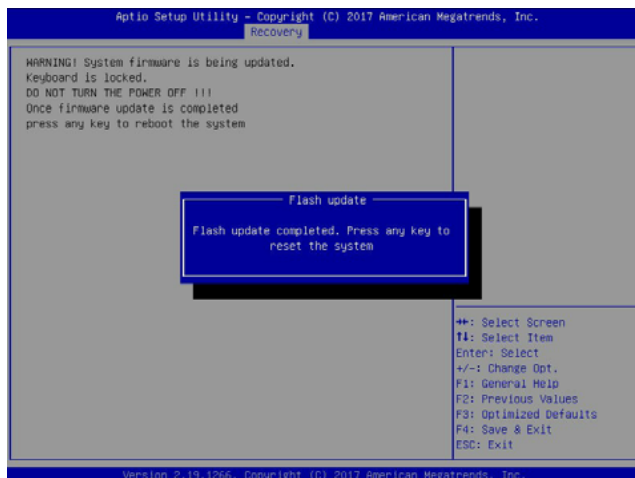 Aptio Setup Utility – Copyright (C) 2017 American Megatrends, Inc.
Recovery
WARNING! System firmware is being updated.
Keyboard is locked.
DO NOT TURN THE POWER OFF !!!
Once firmware update is completed
press any key to reboot the system
Flash update
Flash update completed. Press any key to
reset the system
→←: Select Screen
↑↓: Select Item
Enter: Select
+/-: Change Opt.
F1: General Help
F2: Previous Values
F3: Optimized Defaults
F4: Save & Exit
ESC: Exit
Version 2.19.1266. Copyright (C) 2017 American Megatrends, Inc.